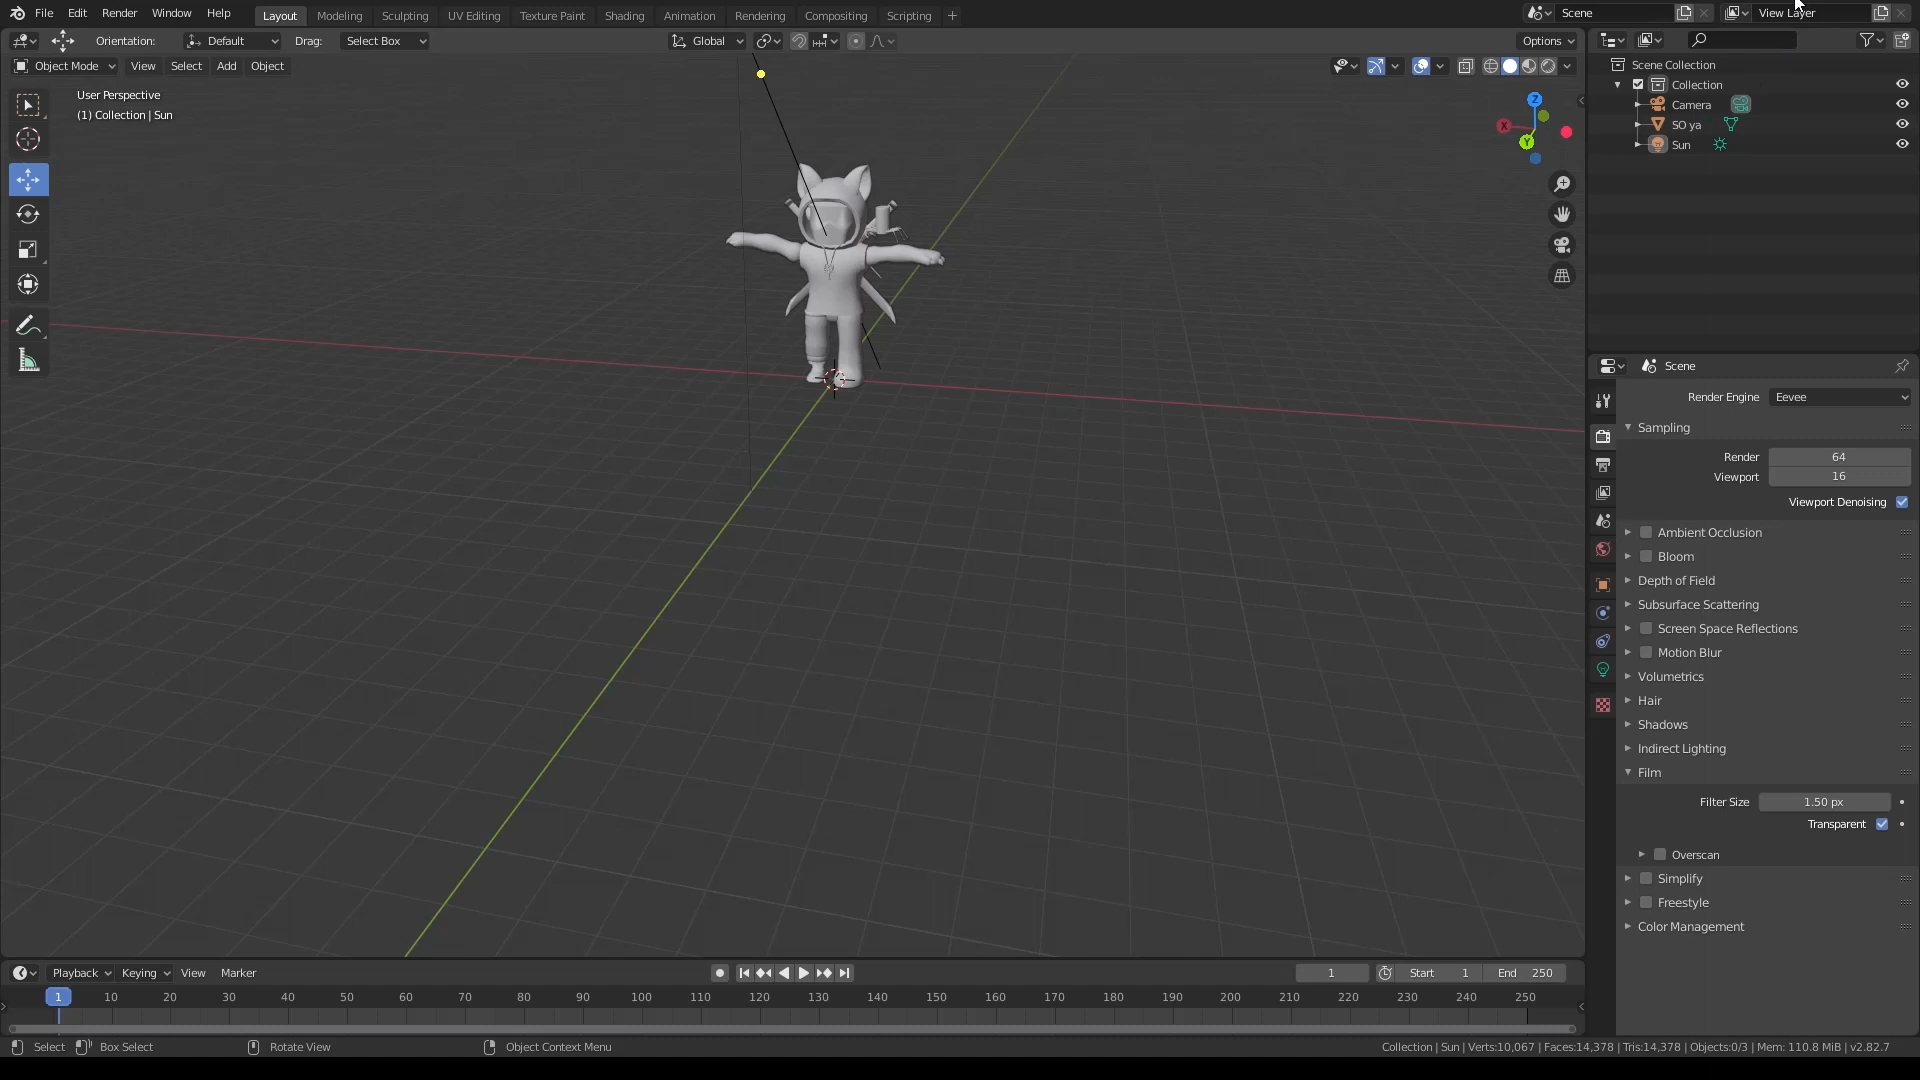 File Edit Render Window Help Layout Modeling Sculpting UV Editing Texture Paint Shading Animation Rendering Compositing Scripting + Scene View Layer
Orientation: Default Drag: Select Box Global Options
Object Mode View Select Add Object
User Perspective
(1) Collection | Sun
Z
X
Y
Scene Collection
Collection
Camera
SO ya
Sun
Scene
Render Engine Eevee
Sampling
Render 64
Viewport 16
Viewport Denoising
Ambient Occlusion
Bloom
Depth of Field
Subsurface Scattering
Screen Space Reflections
Motion Blur
Volumetrics
Hair
Shadows
Indirect Lighting
Film
Filter Size 1.50 px
Transparent
Overscan
Simplify
Freestyle
Color Management
Playback Keying View Marker 1 Start 1 End 250
1 10 20 30 40 50 60 70 80 90 100 110 120 130 140 150 160 170 180 190 200 210 220 230 240 250
Select Box Select Rotate View Object Context Menu Collection | Sun | Verts:10,067 | Faces:14,378 | Tris:14,378 | Objects:0/3 | Mem: 110.8 MiB | v2.82.7